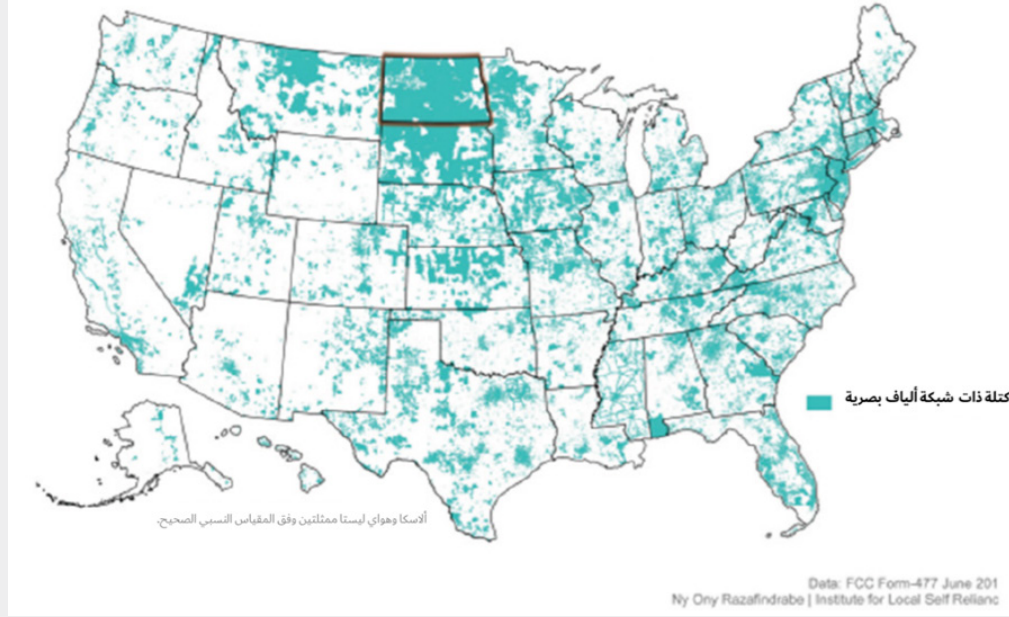 كتلة ذات شبكة ألياف بصرية
ألاسكا وهواي ليستا ممثلتين وفق المقياس النسبي الصحيح.
Data: FCC Form-477 June 201
Ny Ony Razafindrabe | Institute for Local Self Relianc